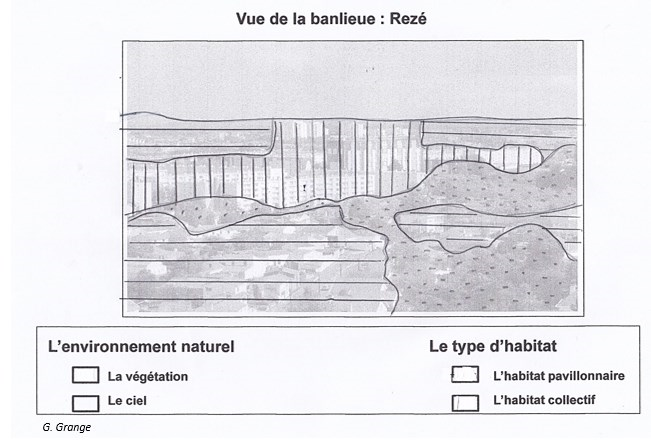 Vue de la banlieue : Rezé
L'environnement naturel
La végétation
Le ciel
Le type d'habitat
L'habitat pavillonnaire
L'habitat collectif
G. Grange